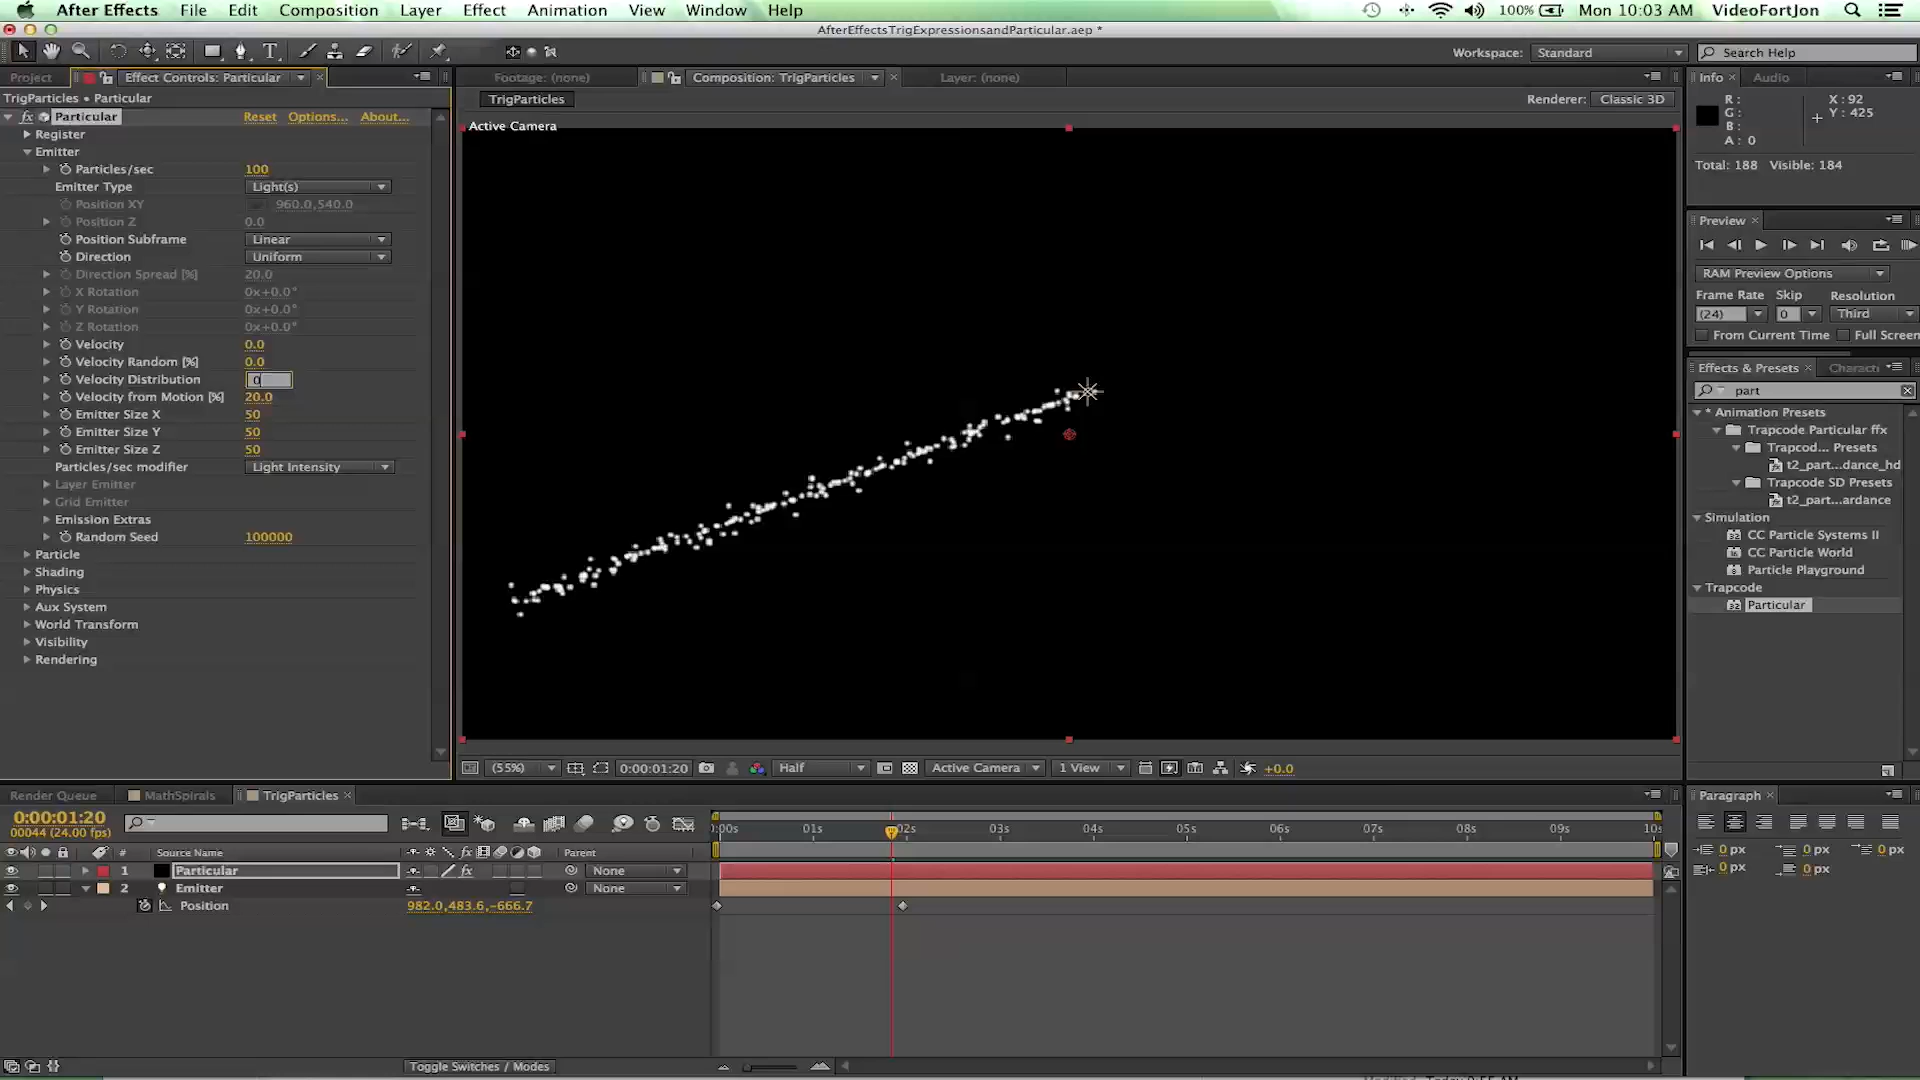 After Effects File Edit Composition Layer Effect Animation View Window Help 100% Mon 10:03 AM VideoFortJon
AfterEffectsTrigExpressionsandParticular.aep *
Workspace: Standard Search Help
Project Effect Controls: Particular Footage: (none) Composition: TrigParticles Layer: (none) Info Audio
TrigParticles • Particular
TrigParticles Renderer: Classic 3D
R: X : 92
G: Y : 425
B:
A : 0
Total: 188 Visible: 184
fx Particular Reset Options... About...
Active Camera
Register
Emitter
Particles/sec 100
Emitter Type Light(s)
Position XY 960.0,540.0
Position Z 0.0
Position Subframe Linear
Direction Uniform
Direction Spread [%] 20.0
X Rotation 0x+0.0°
Y Rotation 0x+0.0°
Z Rotation 0x+0.0°
Velocity 0.0
Velocity Random [%] 0.0
Velocity Distribution 0
Velocity from Motion [%] 20.0
Emitter Size X 50
Emitter Size Y 50
Emitter Size Z 50
Particles/sec modifier Light Intensity
Layer Emitter
Grid Emitter
Emission Extras
Random Seed 100000
Particle
Shading
Physics
Aux System
World Transform
Visibility
Rendering
Preview
RAM Preview Options
Frame Rate Skip Resolution
(24) 0 Third
From Current Time Full Screen
Effects & Presets Charact
part
* Animation Presets
Trapcode Particular ffx
Trapcod... Presets
t2_part...dance_hd
Trapcode SD Presets
t2_part...ardance
Simulation
CC Particle Systems II
CC Particle World
Particle Playground
Trapcode
Particular
(55%) 0:00:01:20 Half Active Camera 1 View +0.0
Render Queue MathSpirals TrigParticles
0:00:01:20
00044 (24.00 fps)
:00s 01s 02s 03s 04s 05s 06s 07s 08s 09s 10s
# Source Name fx Parent
1 Particular fx None
2 Emitter None
Position 982.0,483.6,-666.7
Toggle Switches / Modes
Paragraph
0 px 0 px 0 px
0 px 0 px